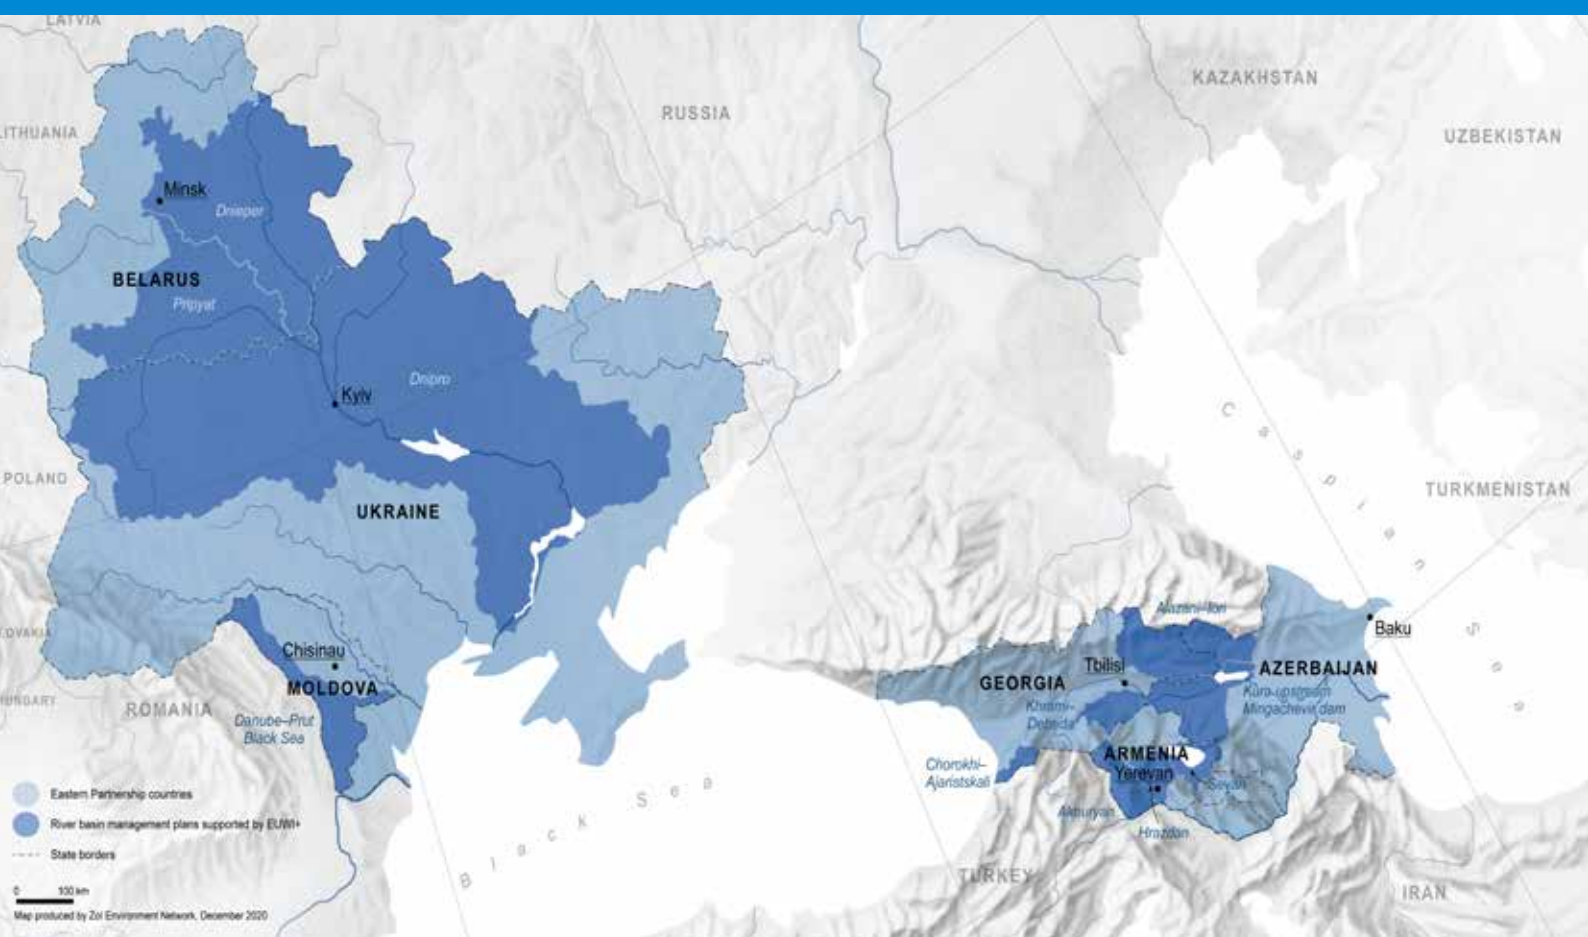 LATVIA
KAZAKHSTAN
RUSSIA
LITHUANIA
UZBEKISTAN
Minsk
Dnieper
BELARUS
Pripyat
Dnipro
Kyiv
Caspian Sea
POLAND
TURKMENISTAN
UKRAINE
Alazani-Iori
Baku
Chisinau
Tbilisi
AZERBAIJAN
GEORGIA
MOLDOVA
Kura-upstream
Mingachevir dam
HUNGARY
ROMANIA
Khrami-
Debeda
Danube–Prut
Black Sea
ARMENIA
Chorokhi–
Ajaristskali
Yerevan
Sevan
Black Sea
Akhuryan
Hrazdan
TURKEY
IRAN
Eastern Partnership countries
River basin management plans supported by EUWI+
State borders
0 100 km
Map produced by Zoï Environment Network, December 2020